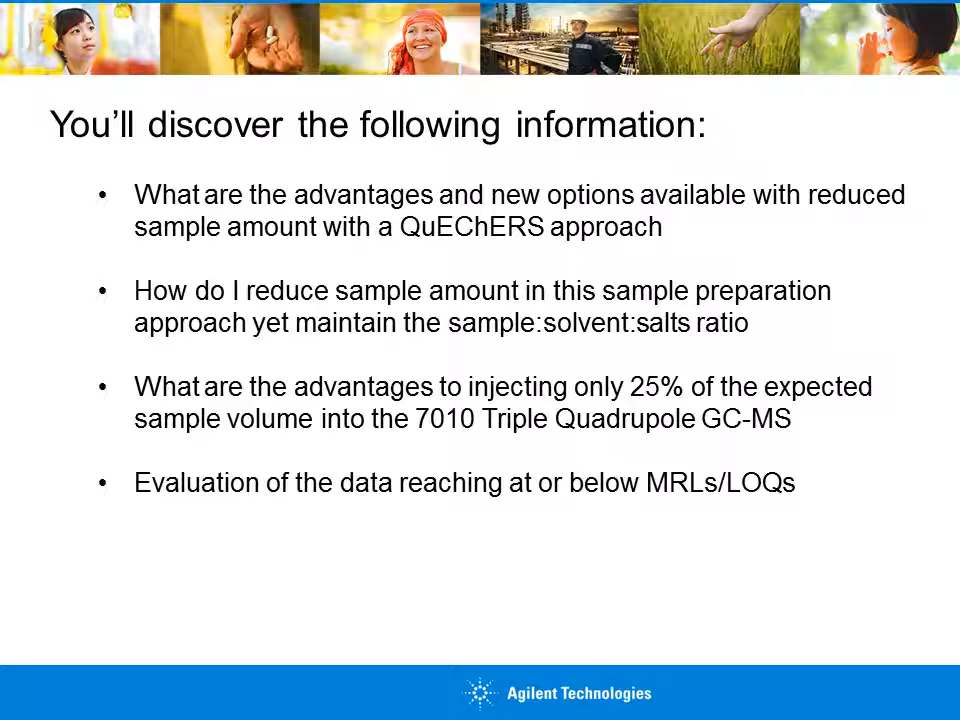 You’ll discover the following information:
• What are the advantages and new options available with reduced
sample amount with a QuEChERS approach
• How do I reduce sample amount in this sample preparation
approach yet maintain the sample:solvent:salts ratio
• What are the advantages to injecting only 25% of the expected
sample volume into the 7010 Triple Quadrupole GC-MS
• Evaluation of the data reaching at or below MRLs/LOQs
Agilent Technologies